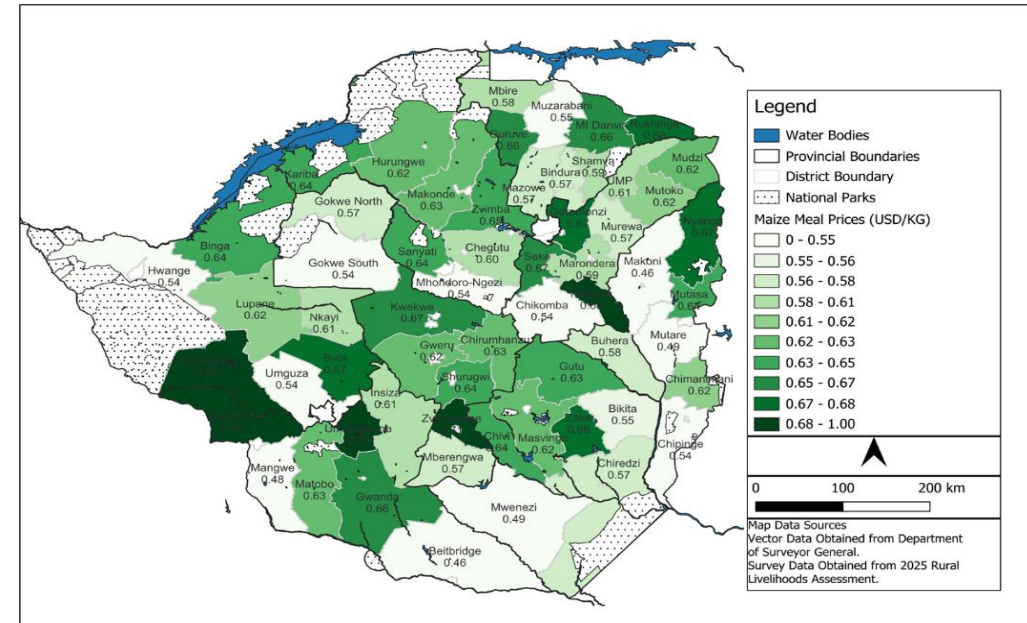 Mbire
0.58
Muzarabani
0.55
Mt Darwin
0.66
Rushinga
0.68
Guruve
0.66
Hurungwe
0.62
Kariba
0.64
Shamva
0.59
Bindura
0.57
Mudzi
0.62
UMP
0.61
Mutoko
0.62
Makonde
0.63
Mazowe
0.57
Gokwe North
0.57
Zvimba
0.65
Nyanga
0.67
Murewa
0.57
Binga
0.64
Sanyati
0.64
Chegutu
0.60
Seke
0.67
Marondera
0.59
Makoni
0.46
Hwange
0.54
Gokwe South
0.54
Mhondoro-Ngezi
0.54
Mutasa
Chikomba
0.54
Lupane
0.62
Nkayi
0.61
Kwekwe
0.67
Mutare
0.49
Chirumhanzu
0.63
Buhera
0.58
Gweru
0.62
Bubi
0.67
Umguza
0.54
Gutu
0.63
Chimanimani
0.62
Shurugwi
0.64
Insiza
0.61
Bikita
0.55
Chivi
0.64
Masvingo
0.62
Chipinge
0.54
Mberengwa
0.57
Chiredzi
0.57
Mangwe
0.48
Matobo
0.63
Gwanda
0.66
Mwenezi
0.49
Beitbridge
0.46
Legend
Water Bodies
Provincial Boundaries
District Boundary
National Parks
Maize Meal Prices (USD/KG)
0 - 0.55
0.55 - 0.56
0.56 - 0.58
0.58 - 0.61
0.61 - 0.62
0.62 - 0.63
0.63 - 0.65
0.65 - 0.67
0.67 - 0.68
0.68 - 1.00
0 100 200 km
Map Data Sources
Vector Data Obtained from Department
of Surveyor General.
Survey Data Obtained from 2025 Rural
Livelihoods Assessment.